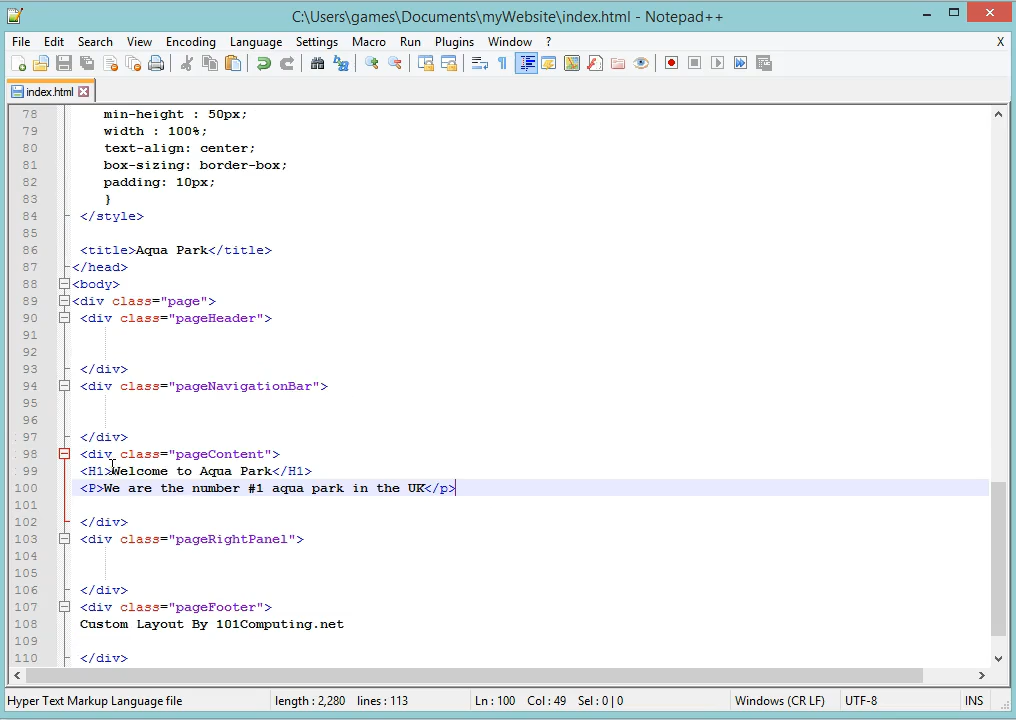 C:\Users\games\Documents\myWebsite\index.html - Notepad++
File Edit Search View Encoding Language Settings Macro Run Plugins Window ? X
index.html
78 min-height : 50px;
79 width : 100%;
80 text-align: center;
81 box-sizing: border-box;
82 padding: 10px;
83 }
84 </style>
85
86 <title>Aqua Park</title>
87 </head>
88 <body>
89 <div class="page">
90 <div class="pageHeader">
91
92
93 </div>
94 <div class="pageNavigationBar">
95
96
97 </div>
98 <div class="pageContent">
99 <H1>Welcome to Aqua Park</H1>
100 <P>We are the number #1 aqua park in the UK</p>
101
102 </div>
103 <div class="pageRightPanel">
104
105
106 </div>
107 <div class="pageFooter">
108 Custom Layout By 101Computing.net
109
110 </div>
Hyper Text Markup Language file length : 2,280 lines : 113 Ln : 100 Col : 49 Sel : 0 | 0 Windows (CR LF) UTF-8 INS